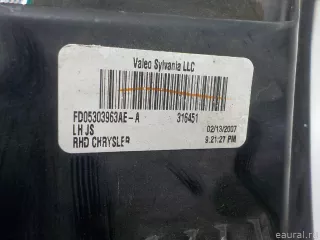 Valeo Sylvania LLC
FD05303963AE-A 316451
LH JS 02/13/2007
RHD CHRYSLER 9:21:27 PM
eaural.ru